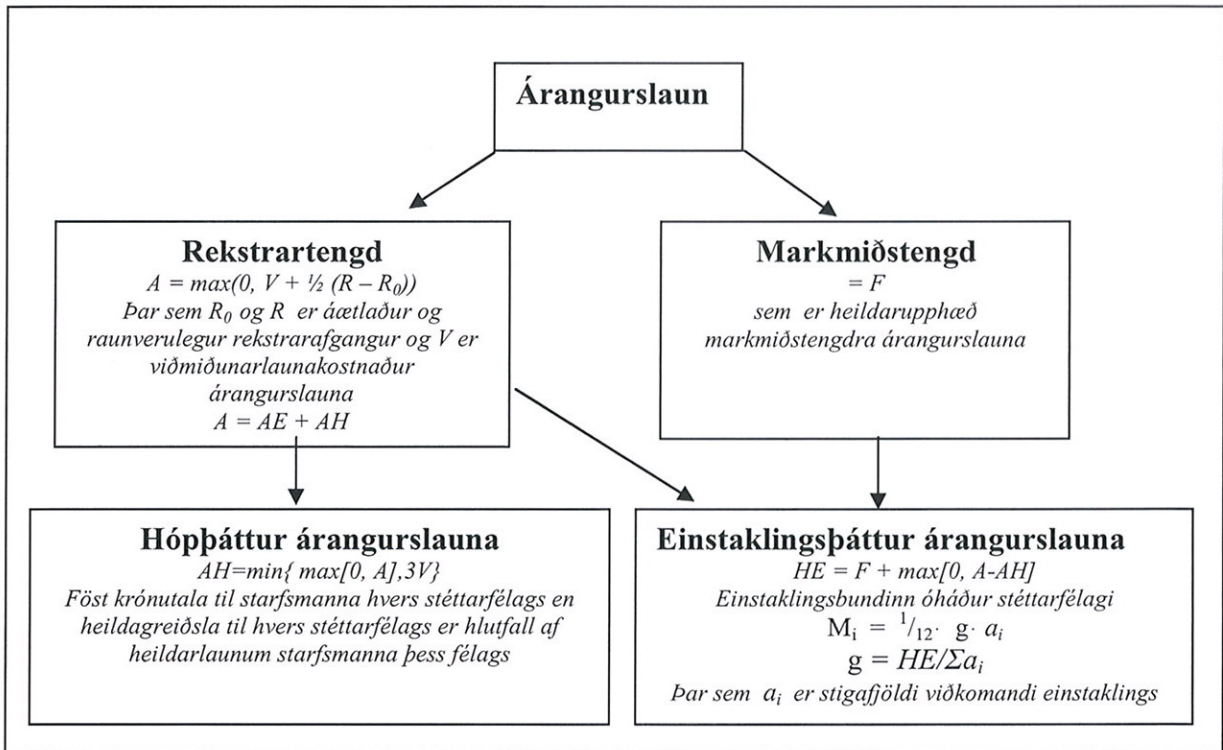 Árangurslaun
Rekstrartengd
A = max(0, V + ½ (R – R₀))
Þar sem R₀ og R er áætlaður og
raunverulegur rekstrarafgangur og V er
viðmiðunarlaunakostnaður
árangurslauna
A = AE + AH
Markmiðstengd
= F
sem er heildarupphæð
markmiðstengdra árangurslauna
Hópþáttur árangurslauna
AH=min{ max[0, A],3V}
Föst krónutala til starfsmanna hvers stéttarfélags en
heildagreiðsla til hvers stéttarfélags er hlutfall af
heildarlaunum starfsmanna þess félags
Einstaklingsþáttur árangurslauna
HE = F + max[0, A-AH]
Einstaklingsbundinn óháður stéttarfélagi
Mᵢ = ¹/₁₂· g· aᵢ
g = HE/Σaᵢ
Þar sem aᵢ er stigafjöldi viðkomandi einstaklings